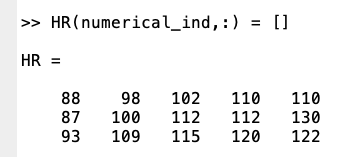 >> HR(numerical_ind,:) = []
HR =
88 98 102 110 110
87 100 112 112 130
93 109 115 120 122